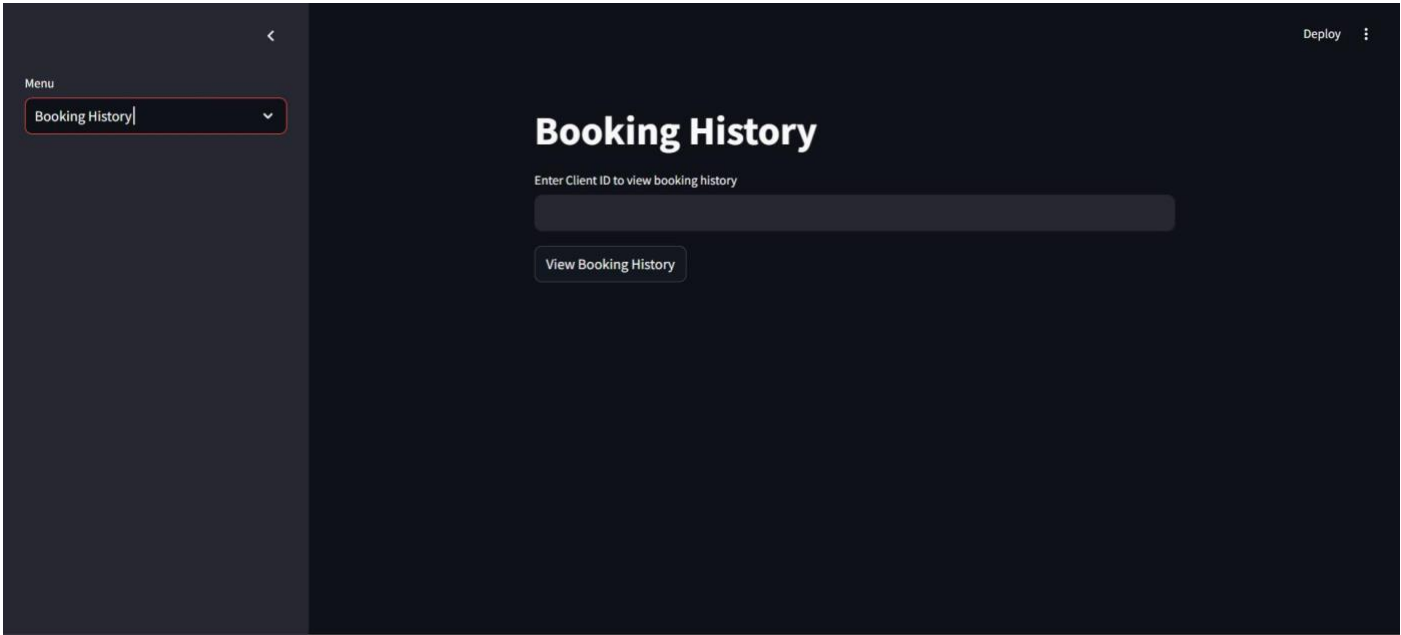 Deploy
Menu
Booking History
Booking History
Enter Client ID to view booking history
View Booking History